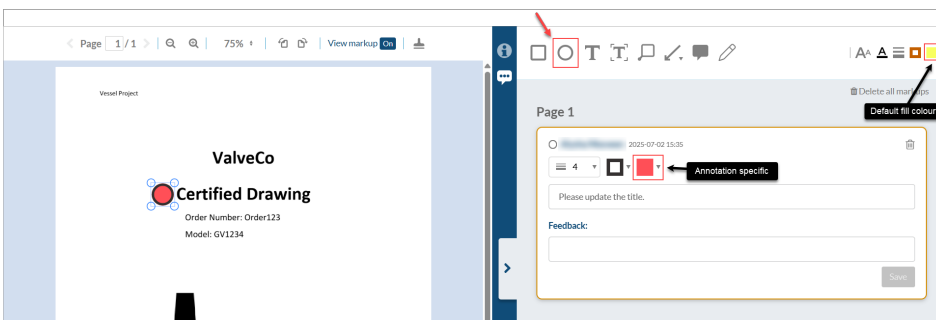 Page 1 / 1 75% View markup On
Vessel Project
ValveCo
Certified Drawing
Order Number: Order123
Model: GV1234
T [T] AA A
Delete all markups
Default fill colour
Page 1
2025-07-02 15:35
4
Annotation specific
Please update the title.
Feedback:
Save